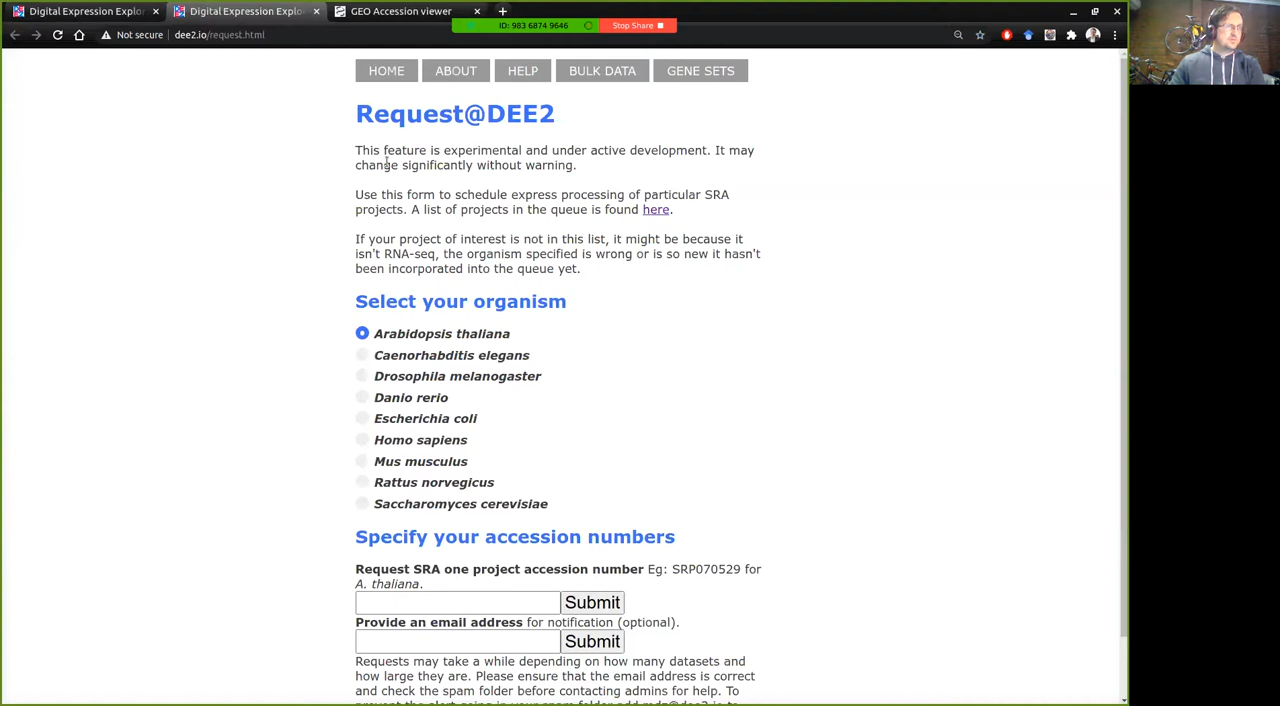 Digital Expression Explo
Digital Expression Explo
GEO Accession viewer
ID: 983 6874 9646
Stop Share
Not secure
dee2.io/request.html
HOME
ABOUT
HELP
BULK DATA
GENE SETS
Request@DEE2
This feature is experimental and under active development. It may
change significantly without warning.
Use this form to schedule express processing of particular SRA
projects. A list of projects in the queue is found here.
If your project of interest is not in this list, it might be because it
isn't RNA-seq, the organism specified is wrong or is so new it hasn't
been incorporated into the queue yet.
Select your organism
Arabidopsis thaliana
Caenorhabditis elegans
Drosophila melanogaster
Danio rerio
Escherichia coli
Homo sapiens
Mus musculus
Rattus norvegicus
Saccharomyces cerevisiae
Specify your accession numbers
Request SRA one project accession number Eg: SRP070529 for
A. thaliana.
Submit
Provide an email address for notification (optional).
Submit
Requests may take a while depending on how many datasets and
how large they are. Please ensure that the email address is correct
and check the spam folder before contacting admins for help. To